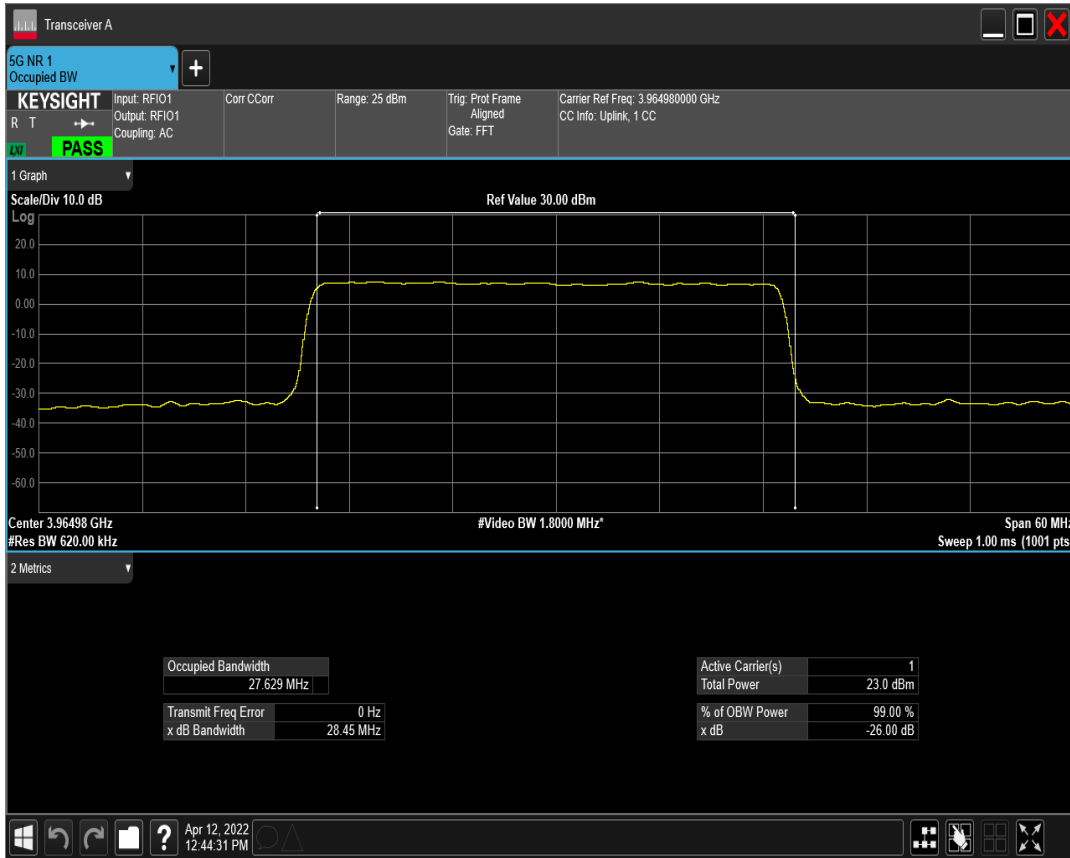 Transceiver A
5G NR 1
Occupied BW
KEYSIGHT
R T
LXI
PASS
Input: RFIO1
Output: RFIO1
Coupling: AC
Corr CCorr
Range: 25 dBm
Trig: Prot Frame
Aligned
Gate: FFT
Carrier Ref Freq: 3.964980000 GHz
CC Info: Uplink, 1 CC
1 Graph
Scale/Div 10.0 dB
Ref Value 30.00 dBm
Log
20.0
10.0
0.00
-10.0
-20.0
-30.0
-40.0
-50.0
-60.0
Center 3.96498 GHz
#Video BW 1.8000 MHz*
Span 60 MHz
#Res BW 620.00 kHz
Sweep 1.00 ms (1001 pts
2 Metrics
Occupied Bandwidth
27.629 MHz
Transmit Freq Error 0 Hz
x dB Bandwidth 28.45 MHz
Active Carrier(s) 1
Total Power 23.0 dBm
% of OBW Power 99.00 %
x dB -26.00 dB
?
Apr 12, 2022
12:44:31 PM